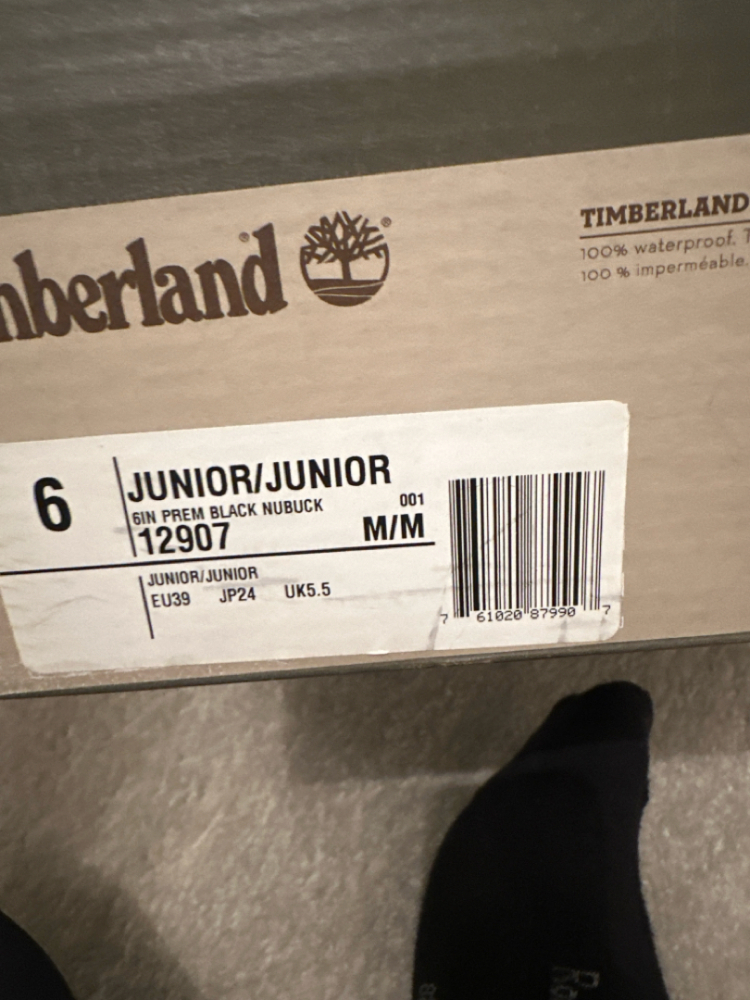 mberland®
®
TIMBERLAND
100% waterproof.
100 % imperméable.
6
JUNIOR/JUNIOR
6IN PREM BLACK NUBUCK 001
12907 M/M
JUNIOR/JUNIOR
EU39 JP24 UK5.5
7 61020 87990 7